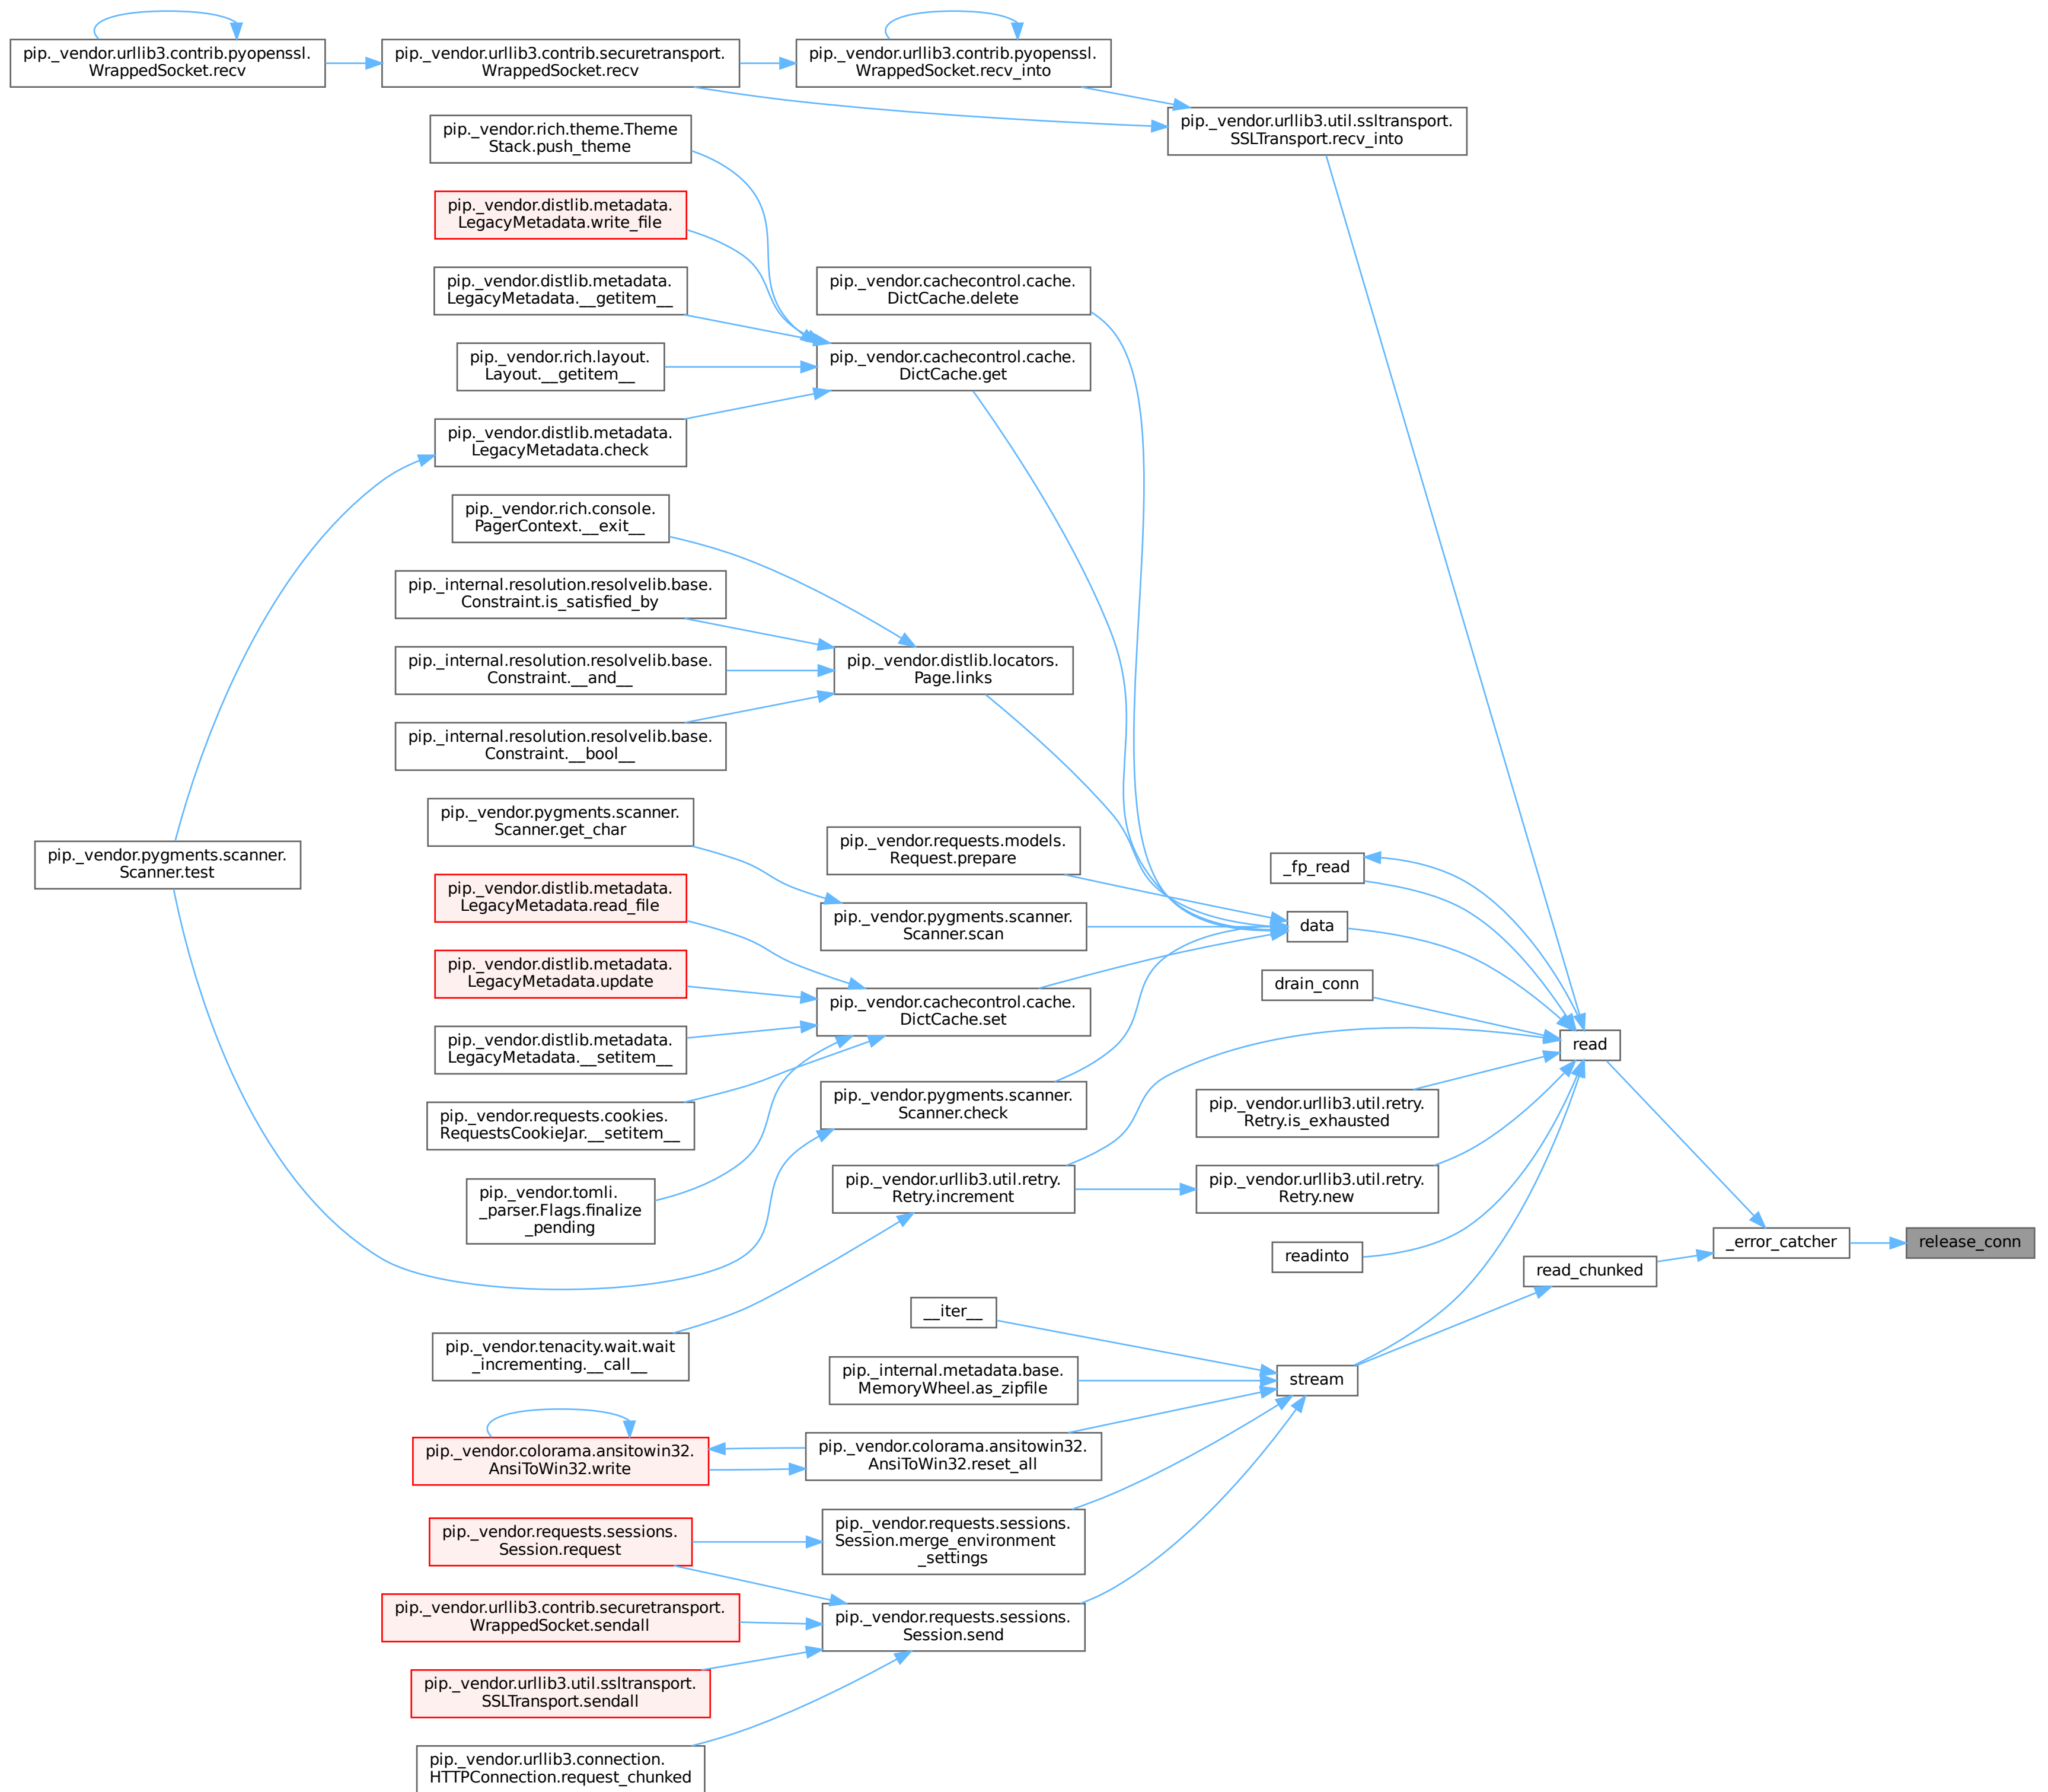 pip._vendor.urllib3.contrib.pyopenssl.
WrappedSocket.recv
pip._vendor.urllib3.contrib.securetransport.
WrappedSocket.recv
pip._vendor.urllib3.contrib.pyopenssl.
WrappedSocket.recv_into
pip._vendor.urllib3.util.ssltransport.
SSLTransport.recv_into
pip._vendor.rich.theme.Theme
Stack.push_theme
pip._vendor.distlib.metadata.
LegacyMetadata.write_file
pip._vendor.distlib.metadata.
LegacyMetadata.__getitem__
pip._vendor.cachecontrol.cache.
DictCache.delete
pip._vendor.rich.layout.
Layout.__getitem__
pip._vendor.cachecontrol.cache.
DictCache.get
pip._vendor.distlib.metadata.
LegacyMetadata.check
pip._vendor.rich.console.
PagerContext.__exit__
pip._internal.resolution.resolvelib.base.
Constraint.is_satisfied_by
pip._internal.resolution.resolvelib.base.
Constraint.__and__
pip._vendor.distlib.locators.
Page.links
pip._internal.resolution.resolvelib.base.
Constraint.__bool__
pip._vendor.pygments.scanner.
Scanner.get_char
pip._vendor.requests.models.
Request.prepare
pip._vendor.pygments.scanner.
Scanner.test
_fp_read
pip._vendor.distlib.metadata.
LegacyMetadata.read_file
pip._vendor.pygments.scanner.
Scanner.scan
data
pip._vendor.distlib.metadata.
LegacyMetadata.update
drain_conn
pip._vendor.cachecontrol.cache.
DictCache.set
pip._vendor.distlib.metadata.
LegacyMetadata.__setitem__
read
pip._vendor.requests.cookies.
RequestsCookieJar.__setitem__
pip._vendor.pygments.scanner.
Scanner.check
pip._vendor.urllib3.util.retry.
Retry.is_exhausted
pip._vendor.tomli.
_parser.Flags.finalize
_pending
pip._vendor.urllib3.util.retry.
Retry.increment
pip._vendor.urllib3.util.retry.
Retry.new
readinto
_error_catcher
release_conn
read_chunked
__iter__
pip._vendor.tenacity.wait.wait
_incrementing.__call__
pip._internal.metadata.base.
MemoryWheel.as_zipfile
stream
pip._vendor.colorama.ansitowin32.
AnsiToWin32.write
pip._vendor.colorama.ansitowin32.
AnsiToWin32.reset_all
pip._vendor.requests.sessions.
Session.request
pip._vendor.requests.sessions.
Session.merge_environment
_settings
pip._vendor.urllib3.contrib.securetransport.
WrappedSocket.sendall
pip._vendor.requests.sessions.
Session.send
pip._vendor.urllib3.util.ssltransport.
SSLTransport.sendall
pip._vendor.urllib3.connection.
HTTPConnection.request_chunked